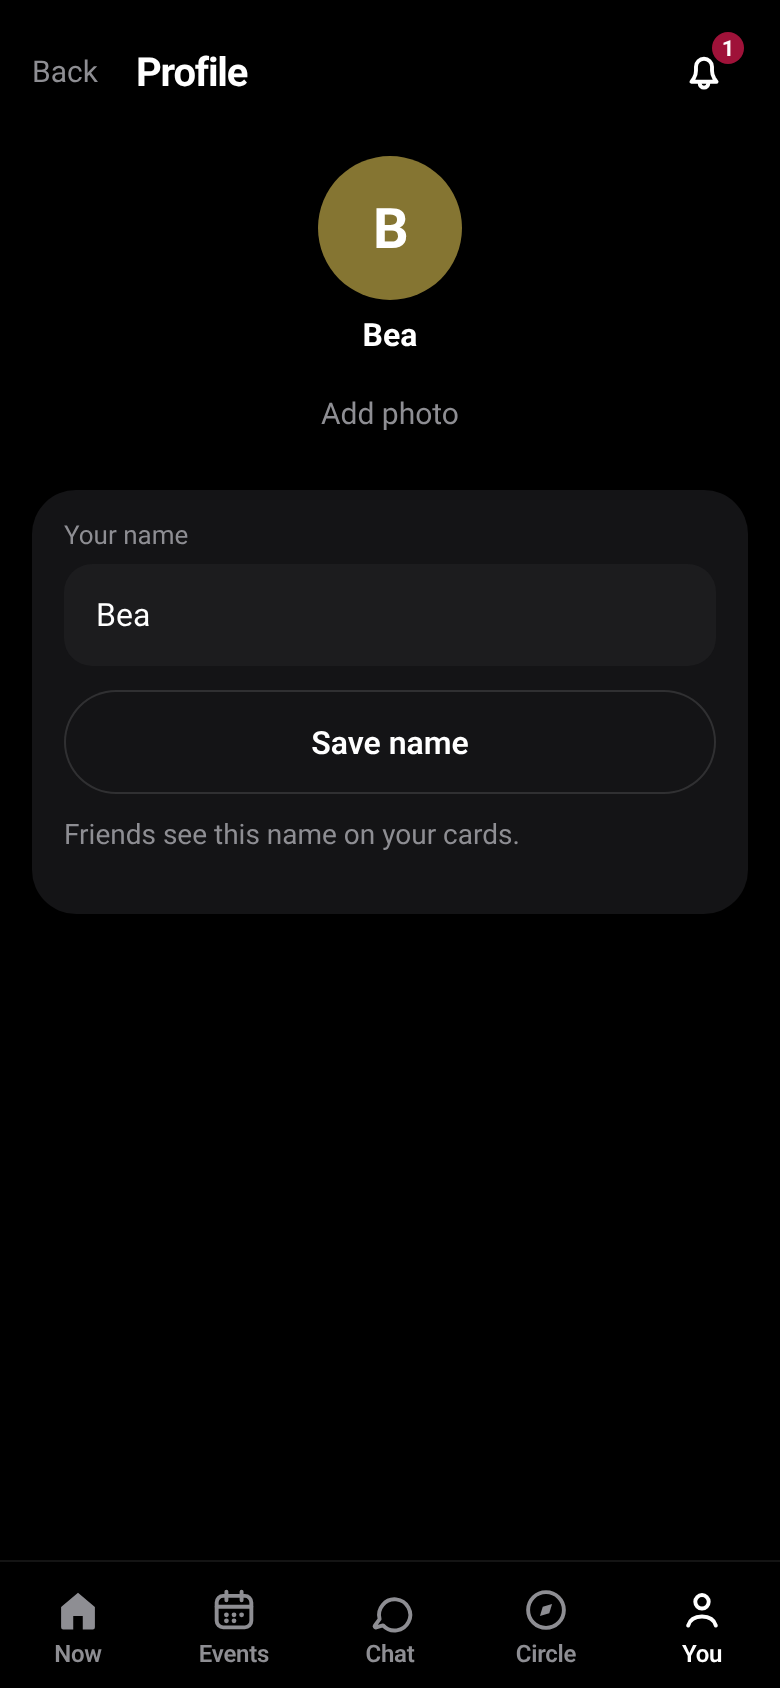 Back Profile 1
B
Bea
Add photo
Your name
Bea
Save name
Friends see this name on your cards.
Now Events Chat Circle You